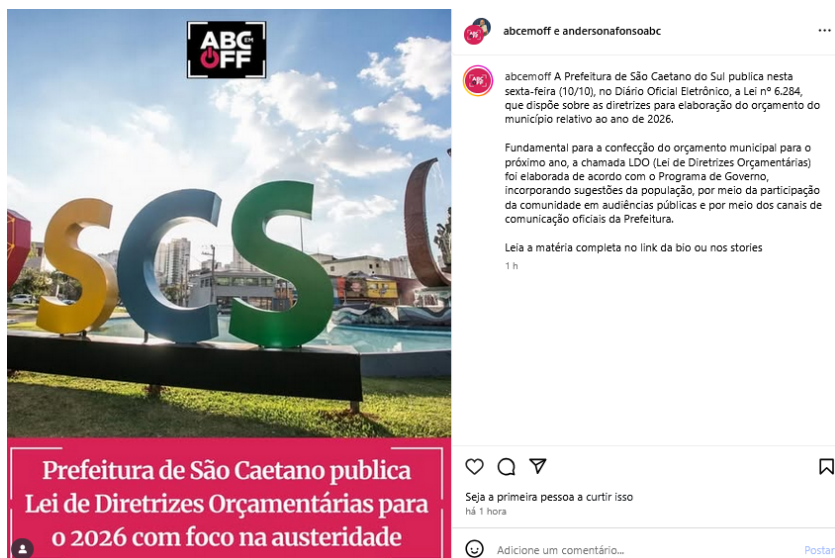 ABC EM
OFF
SCS
Prefeitura de São Caetano publica
Lei de Diretrizes Orçamentárias para
o 2026 com foco na austeridade
abcemoff e andersonafonsoabc
abcemoff A Prefeitura de São Caetano do Sul publica nesta
sexta-feira (10/10), no Diário Oficial Eletrônico, a Lei nº 6.284,
que dispõe sobre as diretrizes para elaboração do orçamento do
município relativo ao ano de 2026.
Fundamental para a confecção do orçamento municipal para o
próximo ano, a chamada LDO (Lei de Diretrizes Orçamentárias)
foi elaborada de acordo com o Programa de Governo,
incorporando sugestões da população, por meio da participação
da comunidade em audiências públicas e por meio dos canais de
comunicação oficiais da Prefeitura.
Leia a matéria completa no link da bio ou nos stories
1 h
Seja a primeira pessoa a curtir isso
há 1 hora
Adicione um comentário...
Postar